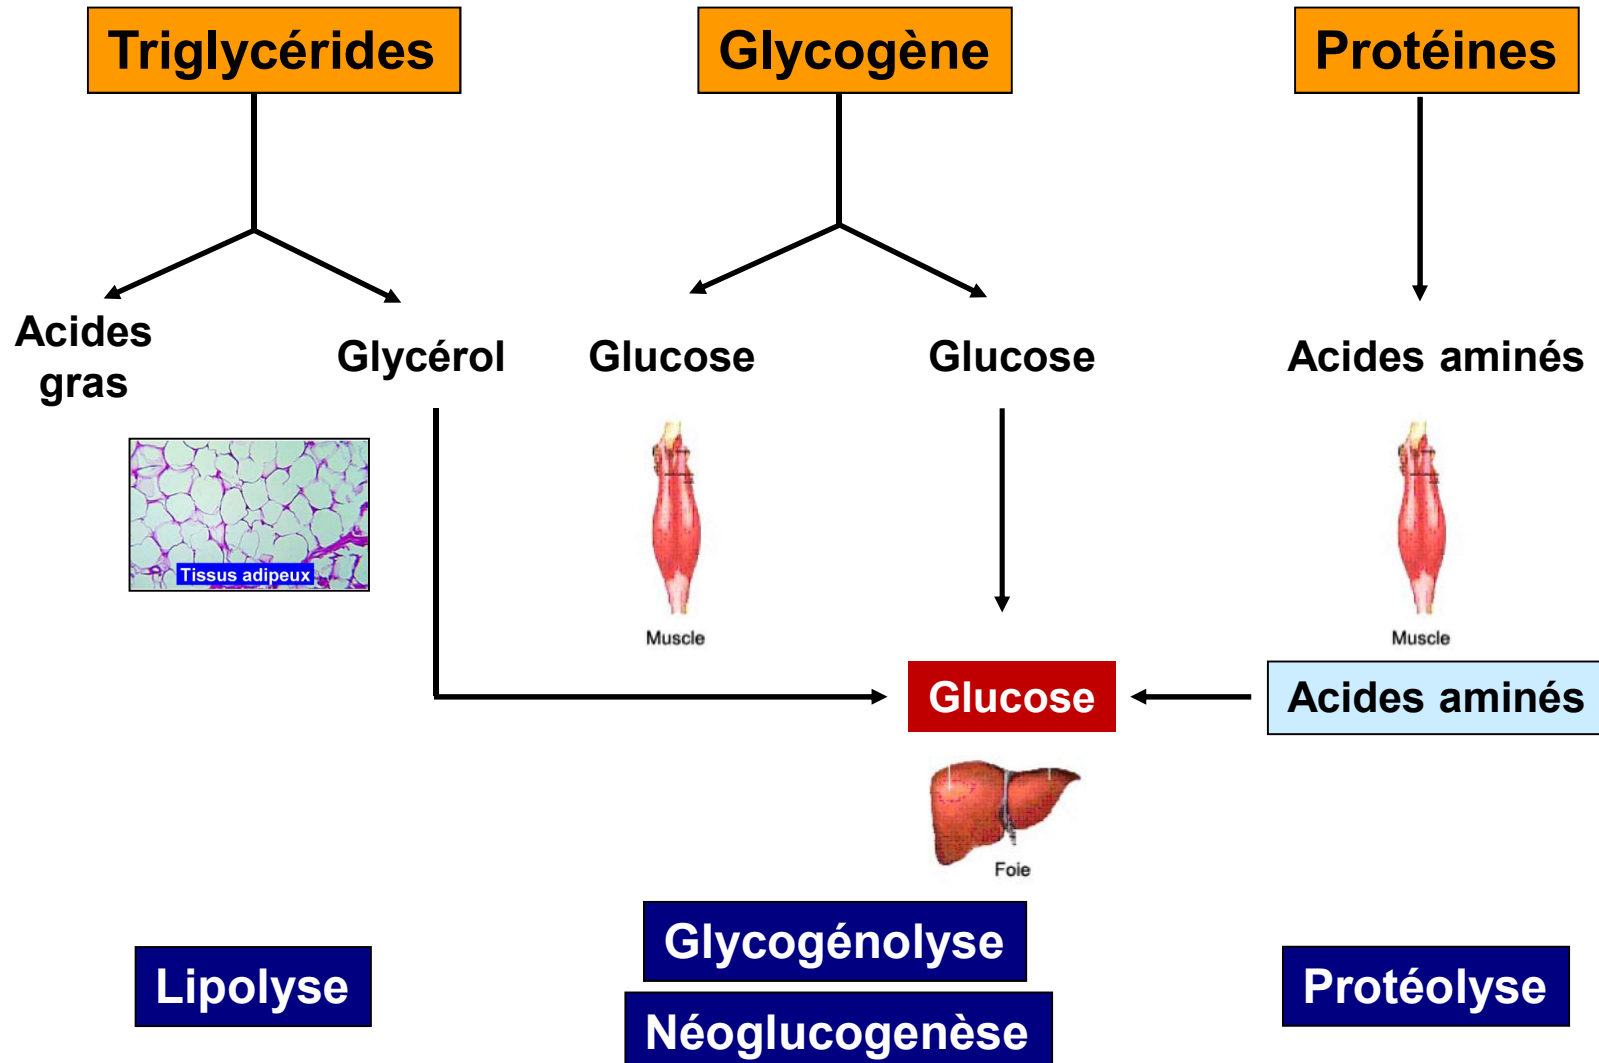 Triglycérides
Glycogène
Protéines
Acides
gras
Glycérol
Glucose
Glucose
Acides aminés
Tissus adipeux
Muscle
Muscle
Glucose
Acides aminés
Foie
Lipolyse
Glycogénolyse
Néoglucogenèse
Protéolyse